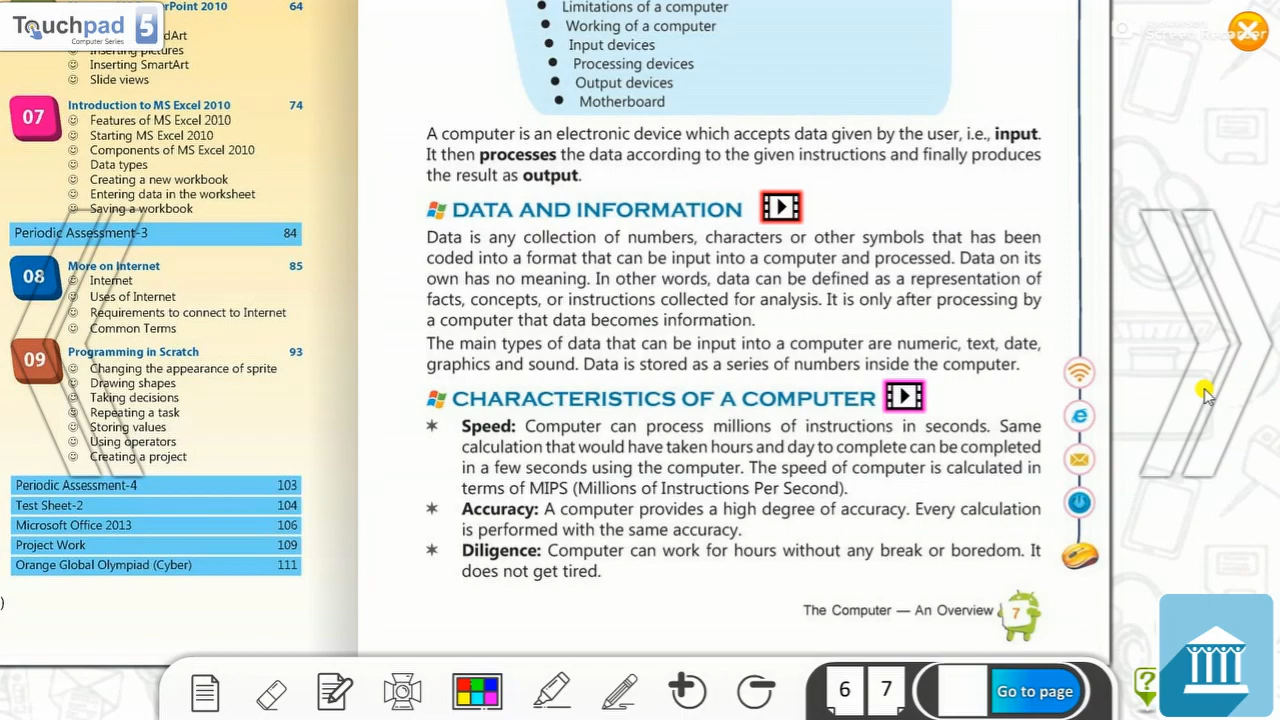 PowerPoint 2010 64
Touchpad 5
Computer Series
Inserting pictures
Inserting SmartArt
Slide views
07 Introduction to MS Excel 2010 74
Features of MS Excel 2010
Starting MS Excel 2010
Components of MS Excel 2010
Data types
Creating a new workbook
Entering data in the worksheet
Saving a workbook
Periodic Assessment-3 84
08 More on Internet 85
Internet
Uses of Internet
Requirements to connect to Internet
Common Terms
09 Programming in Scratch 93
Changing the appearance of sprite
Drawing shapes
Taking decisions
Repeating a task
Storing values
Using operators
Creating a project
Periodic Assessment-4 103
Test Sheet-2 104
Microsoft Office 2013 106
Project Work 109
Orange Global Olympiad (Cyber) 111
)
• Limitations of a computer
• Working of a computer
• Input devices
• Processing devices
• Output devices
• Motherboard
A computer is an electronic device which accepts data given by the user, i.e., input.
It then processes the data according to the given instructions and finally produces
the result as output.
DATA AND INFORMATION
Data is any collection of numbers, characters or other symbols that has been
coded into a format that can be input into a computer and processed. Data on its
own has no meaning. In other words, data can be defined as a representation of
facts, concepts, or instructions collected for analysis. It is only after processing by
a computer that data becomes information.
The main types of data that can be input into a computer are numeric, text, date,
graphics and sound. Data is stored as a series of numbers inside the computer.
CHARACTERISTICS OF A COMPUTER
Speed: Computer can process millions of instructions in seconds. Same
calculation that would have taken hours and day to complete can be completed
in a few seconds using the computer. The speed of computer is calculated in
terms of MIPS (Millions of Instructions Per Second).
Accuracy: A computer provides a high degree of accuracy. Every calculation
is performed with the same accuracy.
Diligence: Computer can work for hours without any break or boredom. It
does not get tired.
The Computer — An Overview 7
Screen Recorder
6 7 Go to page
?